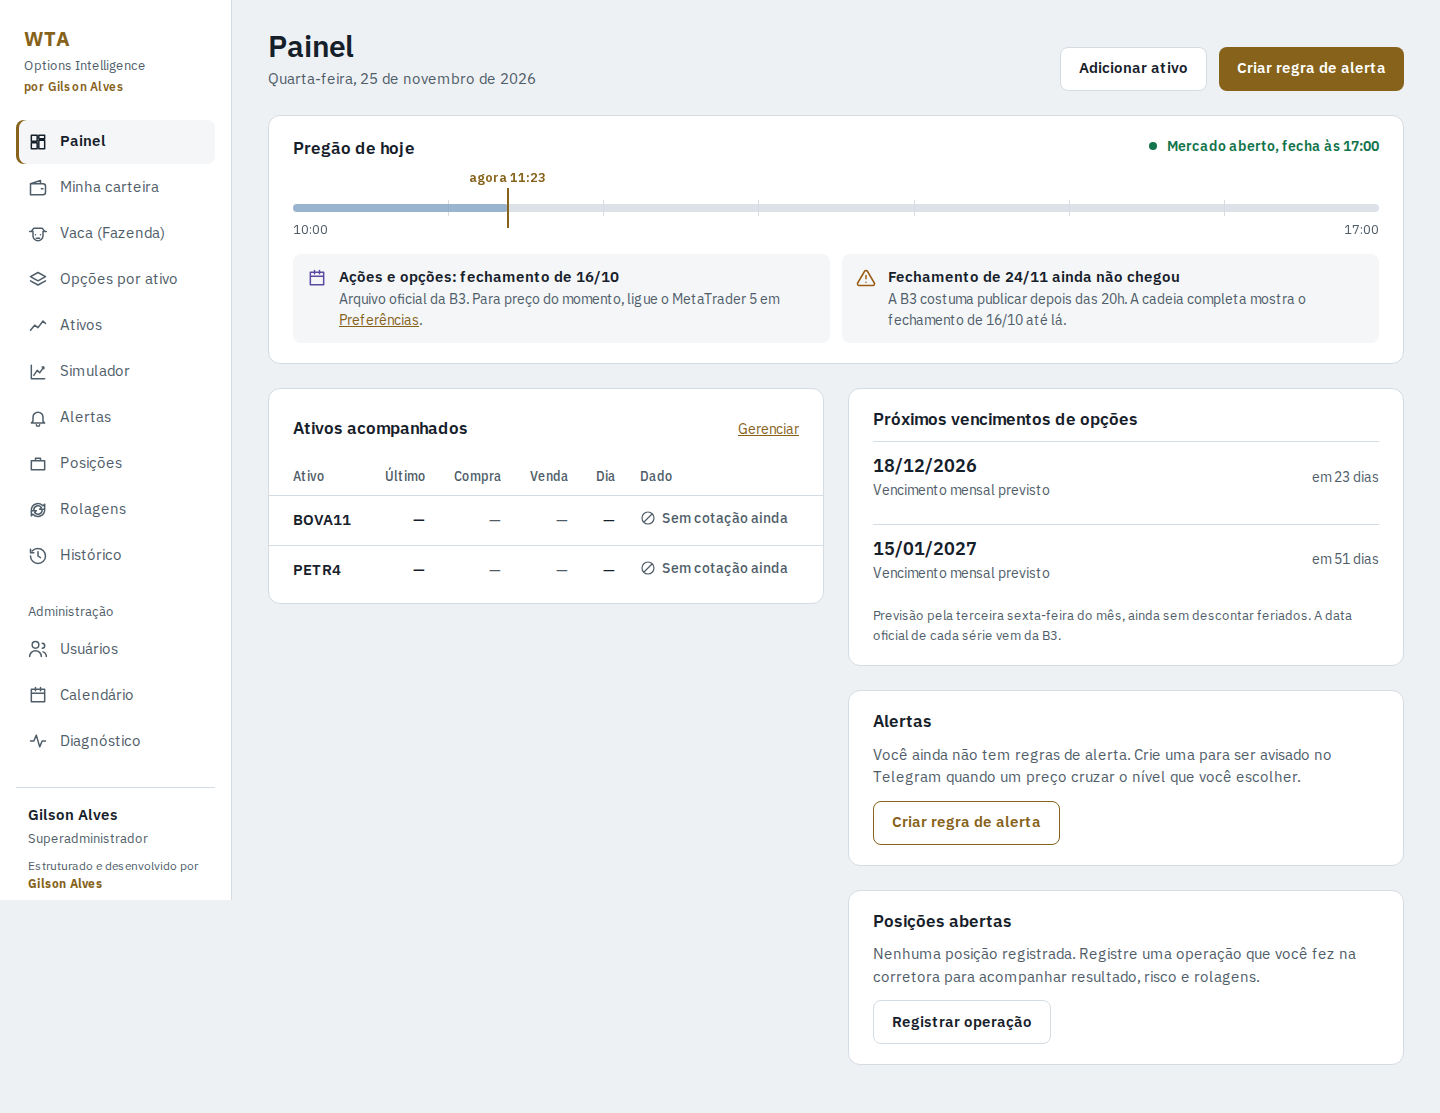 WTA
Options Intelligence
por Gilson Alves
Painel
Minha carteira
Vaca (Fazenda)
Opções por ativo
Ativos
Simulador
Alertas
Posições
Rolagens
Histórico
Administração
Usuários
Calendário
Diagnóstico
Gilson Alves
Superadministrador
Estruturado e desenvolvido por
Gilson Alves
Painel
Quarta-feira, 25 de novembro de 2026
Adicionar ativo
Criar regra de alerta
Pregão de hoje
Mercado aberto, fecha às 17:00
agora 11:23
10:00
17:00
Ações e opções: fechamento de 16/10
Arquivo oficial da B3. Para preço do momento, ligue o MetaTrader 5 em
Preferências.
Fechamento de 24/11 ainda não chegou
A B3 costuma publicar depois das 20h. A cadeia completa mostra o
fechamento de 16/10 até lá.
Ativos acompanhados
Gerenciar
Ativo Último Compra Venda Dia Dado
BOVA11 — — — — Sem cotação ainda
PETR4 — — — — Sem cotação ainda
Próximos vencimentos de opções
18/12/2026
Vencimento mensal previsto
em 23 dias
15/01/2027
Vencimento mensal previsto
em 51 dias
Previsão pela terceira sexta-feira do mês, ainda sem descontar feriados. A data
oficial de cada série vem da B3.
Alertas
Você ainda não tem regras de alerta. Crie uma para ser avisado no
Telegram quando um preço cruzar o nível que você escolher.
Criar regra de alerta
Posições abertas
Nenhuma posição registrada. Registre uma operação que você fez na
corretora para acompanhar resultado, risco e rolagens.
Registrar operação